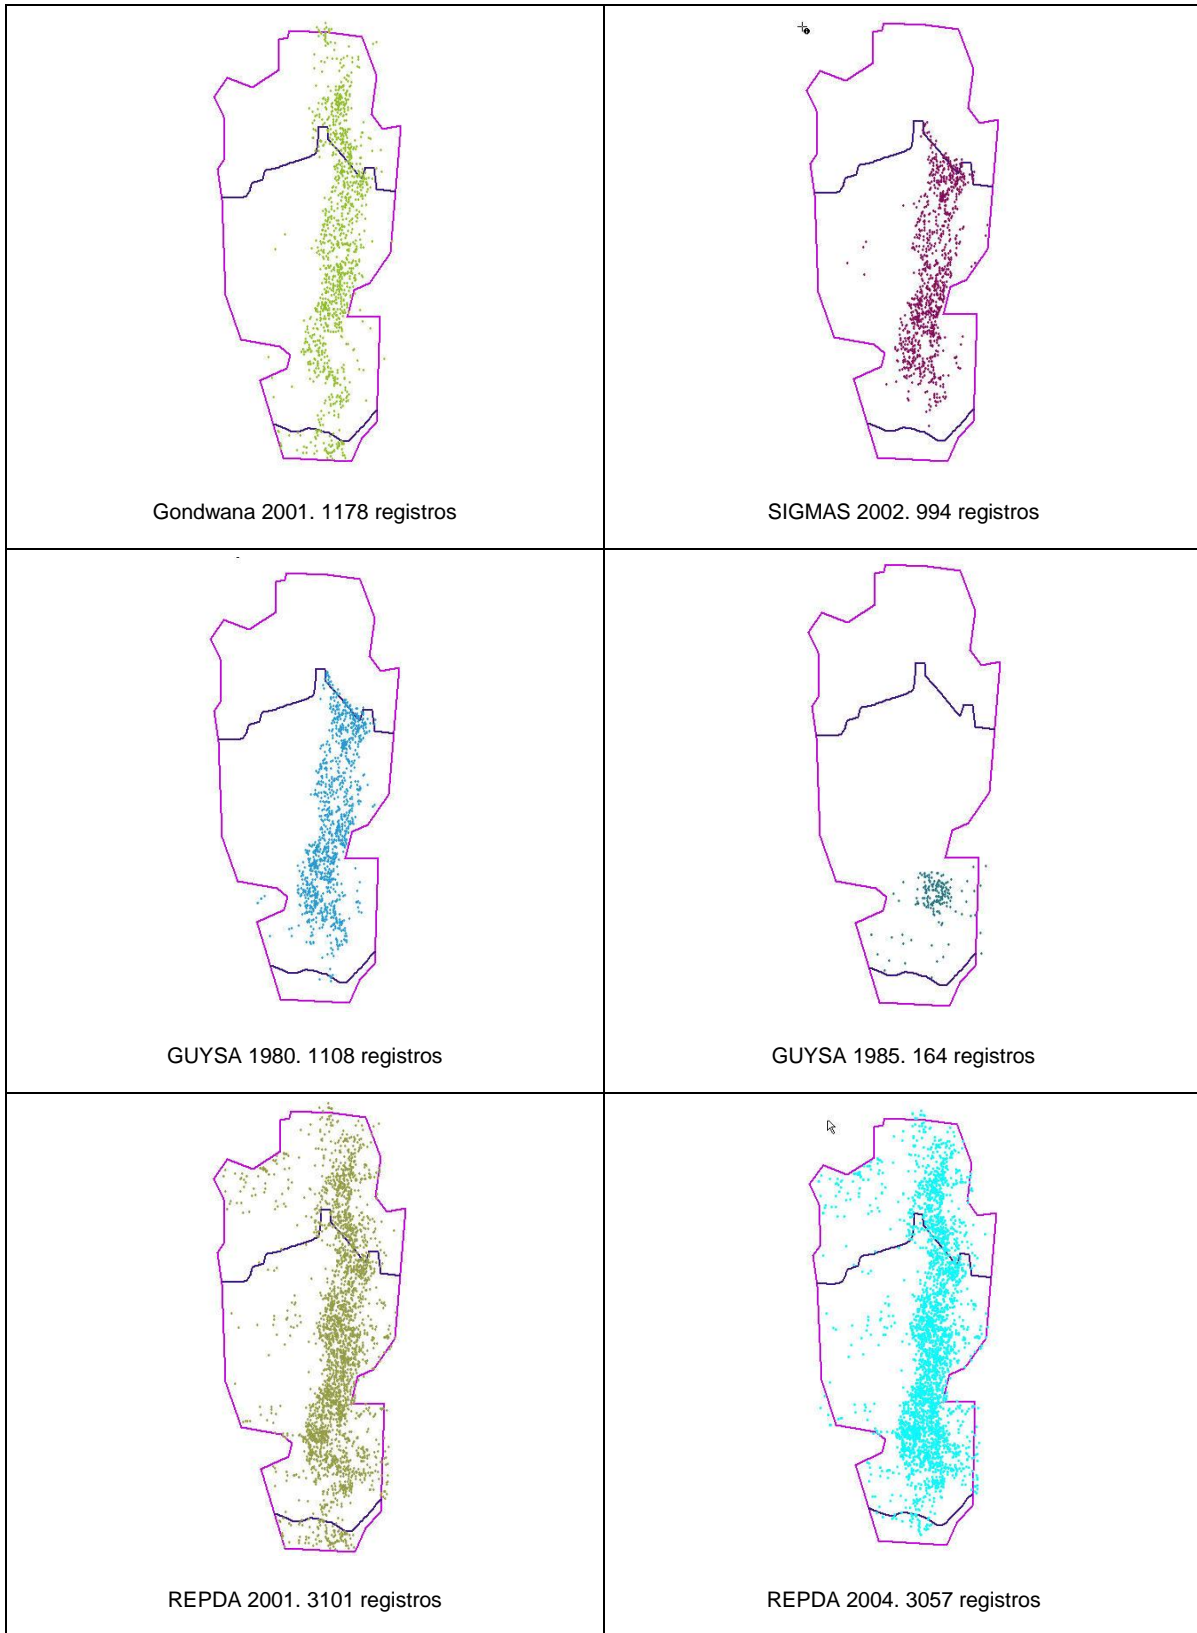 Gondwana 2001. 1178 registros
SIGMAS 2002. 994 registros
GUYSA 1980. 1108 registros
GUYSA 1985. 164 registros
REPDA 2001. 3101 registros
REPDA 2004. 3057 registros